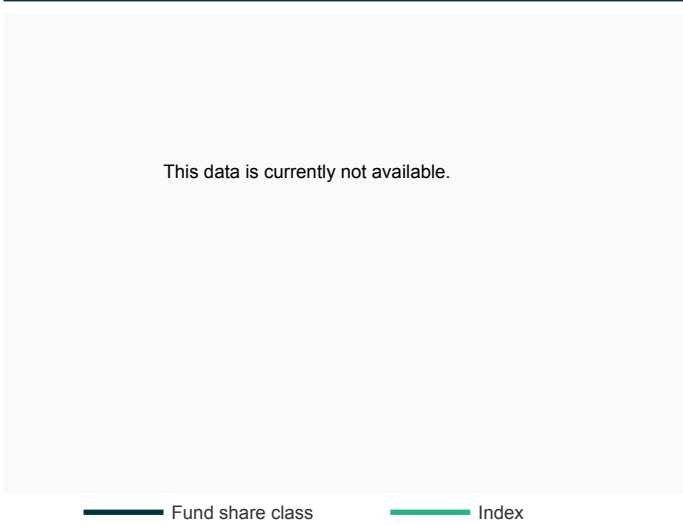 This data is currently not available.
Fund share class Index